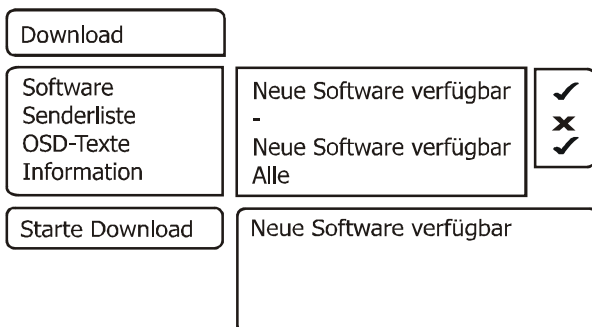 Download
Software Neue Software verfügbar ✔
Senderliste - ✘
OSD-Texte Neue Software verfügbar ✔
Information Alle
Starte Download Neue Software verfügbar